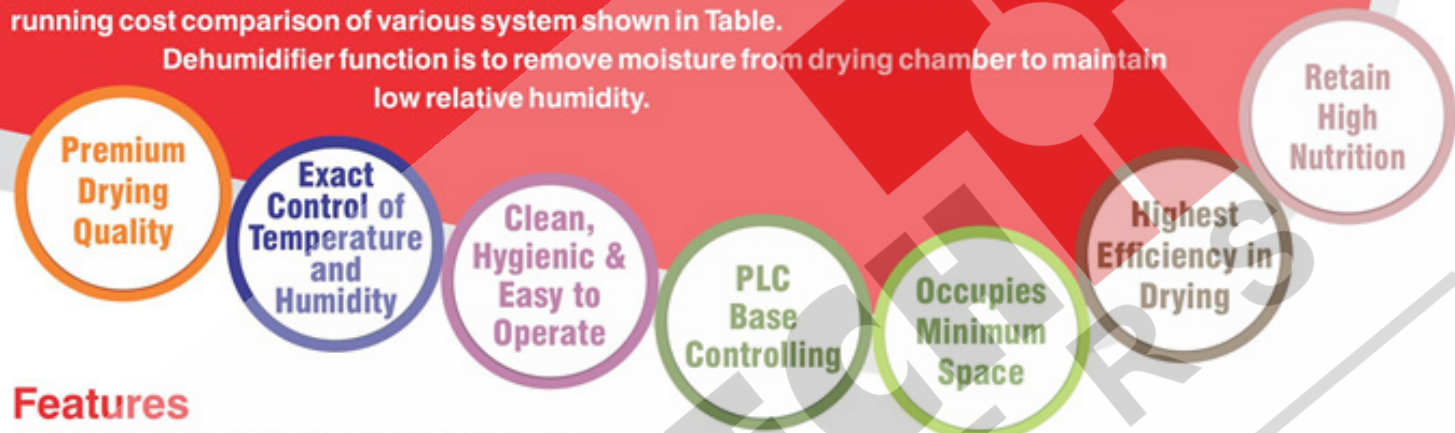 running cost comparison of various system shown in Table.
Dehumidifier function is to remove moisture from drying chamber to maintain
low relative humidity.
Premium
Drying
Quality
Exact
Control of
Temperature
and
Humidity
Clean,
Hygienic &
Easy to
Operate
PLC
Base
Controlling
Occupies
Minimum
Space
Highest
Efficiency in
Drying
Retain
High
Nutrition
Features